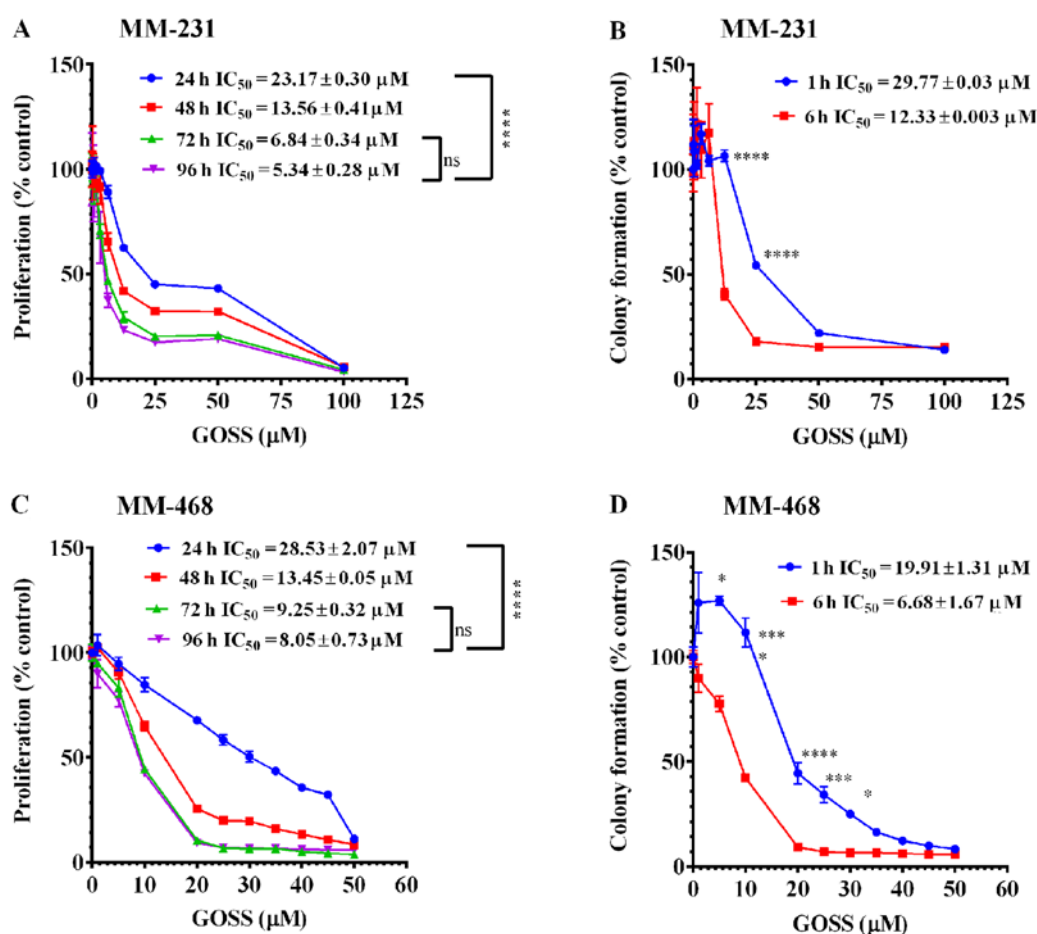 A MM-231
150
100
50
0
24 h IC50 = 23.17±0.30 μM
48 h IC50 = 13.56±0.41μM
72 h IC50 = 6.84±0.34 μM
96 h IC50 = 5.34±0.28 μM
ns
****
Proliferation (% control)
0 25 50 75 100 125
GOSS (μM)
B MM-231
150
100
50
0
1 h IC50 = 29.77±0.03 μM
6 h IC50 = 12.33±0.003 μM
****
****
Colony formation (% control)
0 25 50 75 100 125
GOSS (μM)
C MM-468
150
100
50
0
24 h IC50 = 28.53±2.07 μM
48 h IC50 = 13.45±0.05 μM
72 h IC50 = 9.25±0.32 μM
96 h IC50 = 8.05±0.73 μM
ns
****
Proliferation (% control)
0 10 20 30 40 50 60
GOSS (μM)
D MM-468
150
100
50
0
1 h IC50 = 19.91±1.31 μM
6 h IC50 = 6.68±1.67 μM
*
***
*
****
***
*
Colony formation (% control)
0 10 20 30 40 50 60
GOSS (μM)